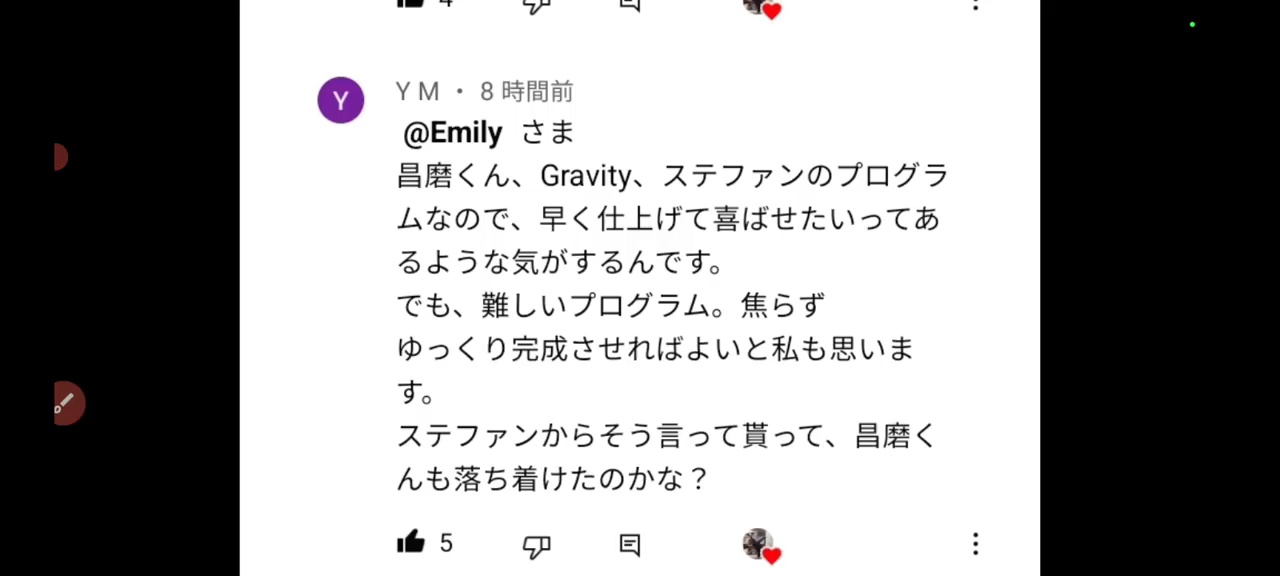 4
Y
Y M ・ 8 時間前
@Emily さま
昌磨くん、Gravity、ステファンのプログラ
ムなので、早く仕上げて喜ばせたいってあ
るような気がするんです。
でも、難しいプログラム。焦らず
ゆっくり完成させればよいと私も思いま
す。
ステファンからそう言って貰って、昌磨く
んも落ち着けたのかな？
5